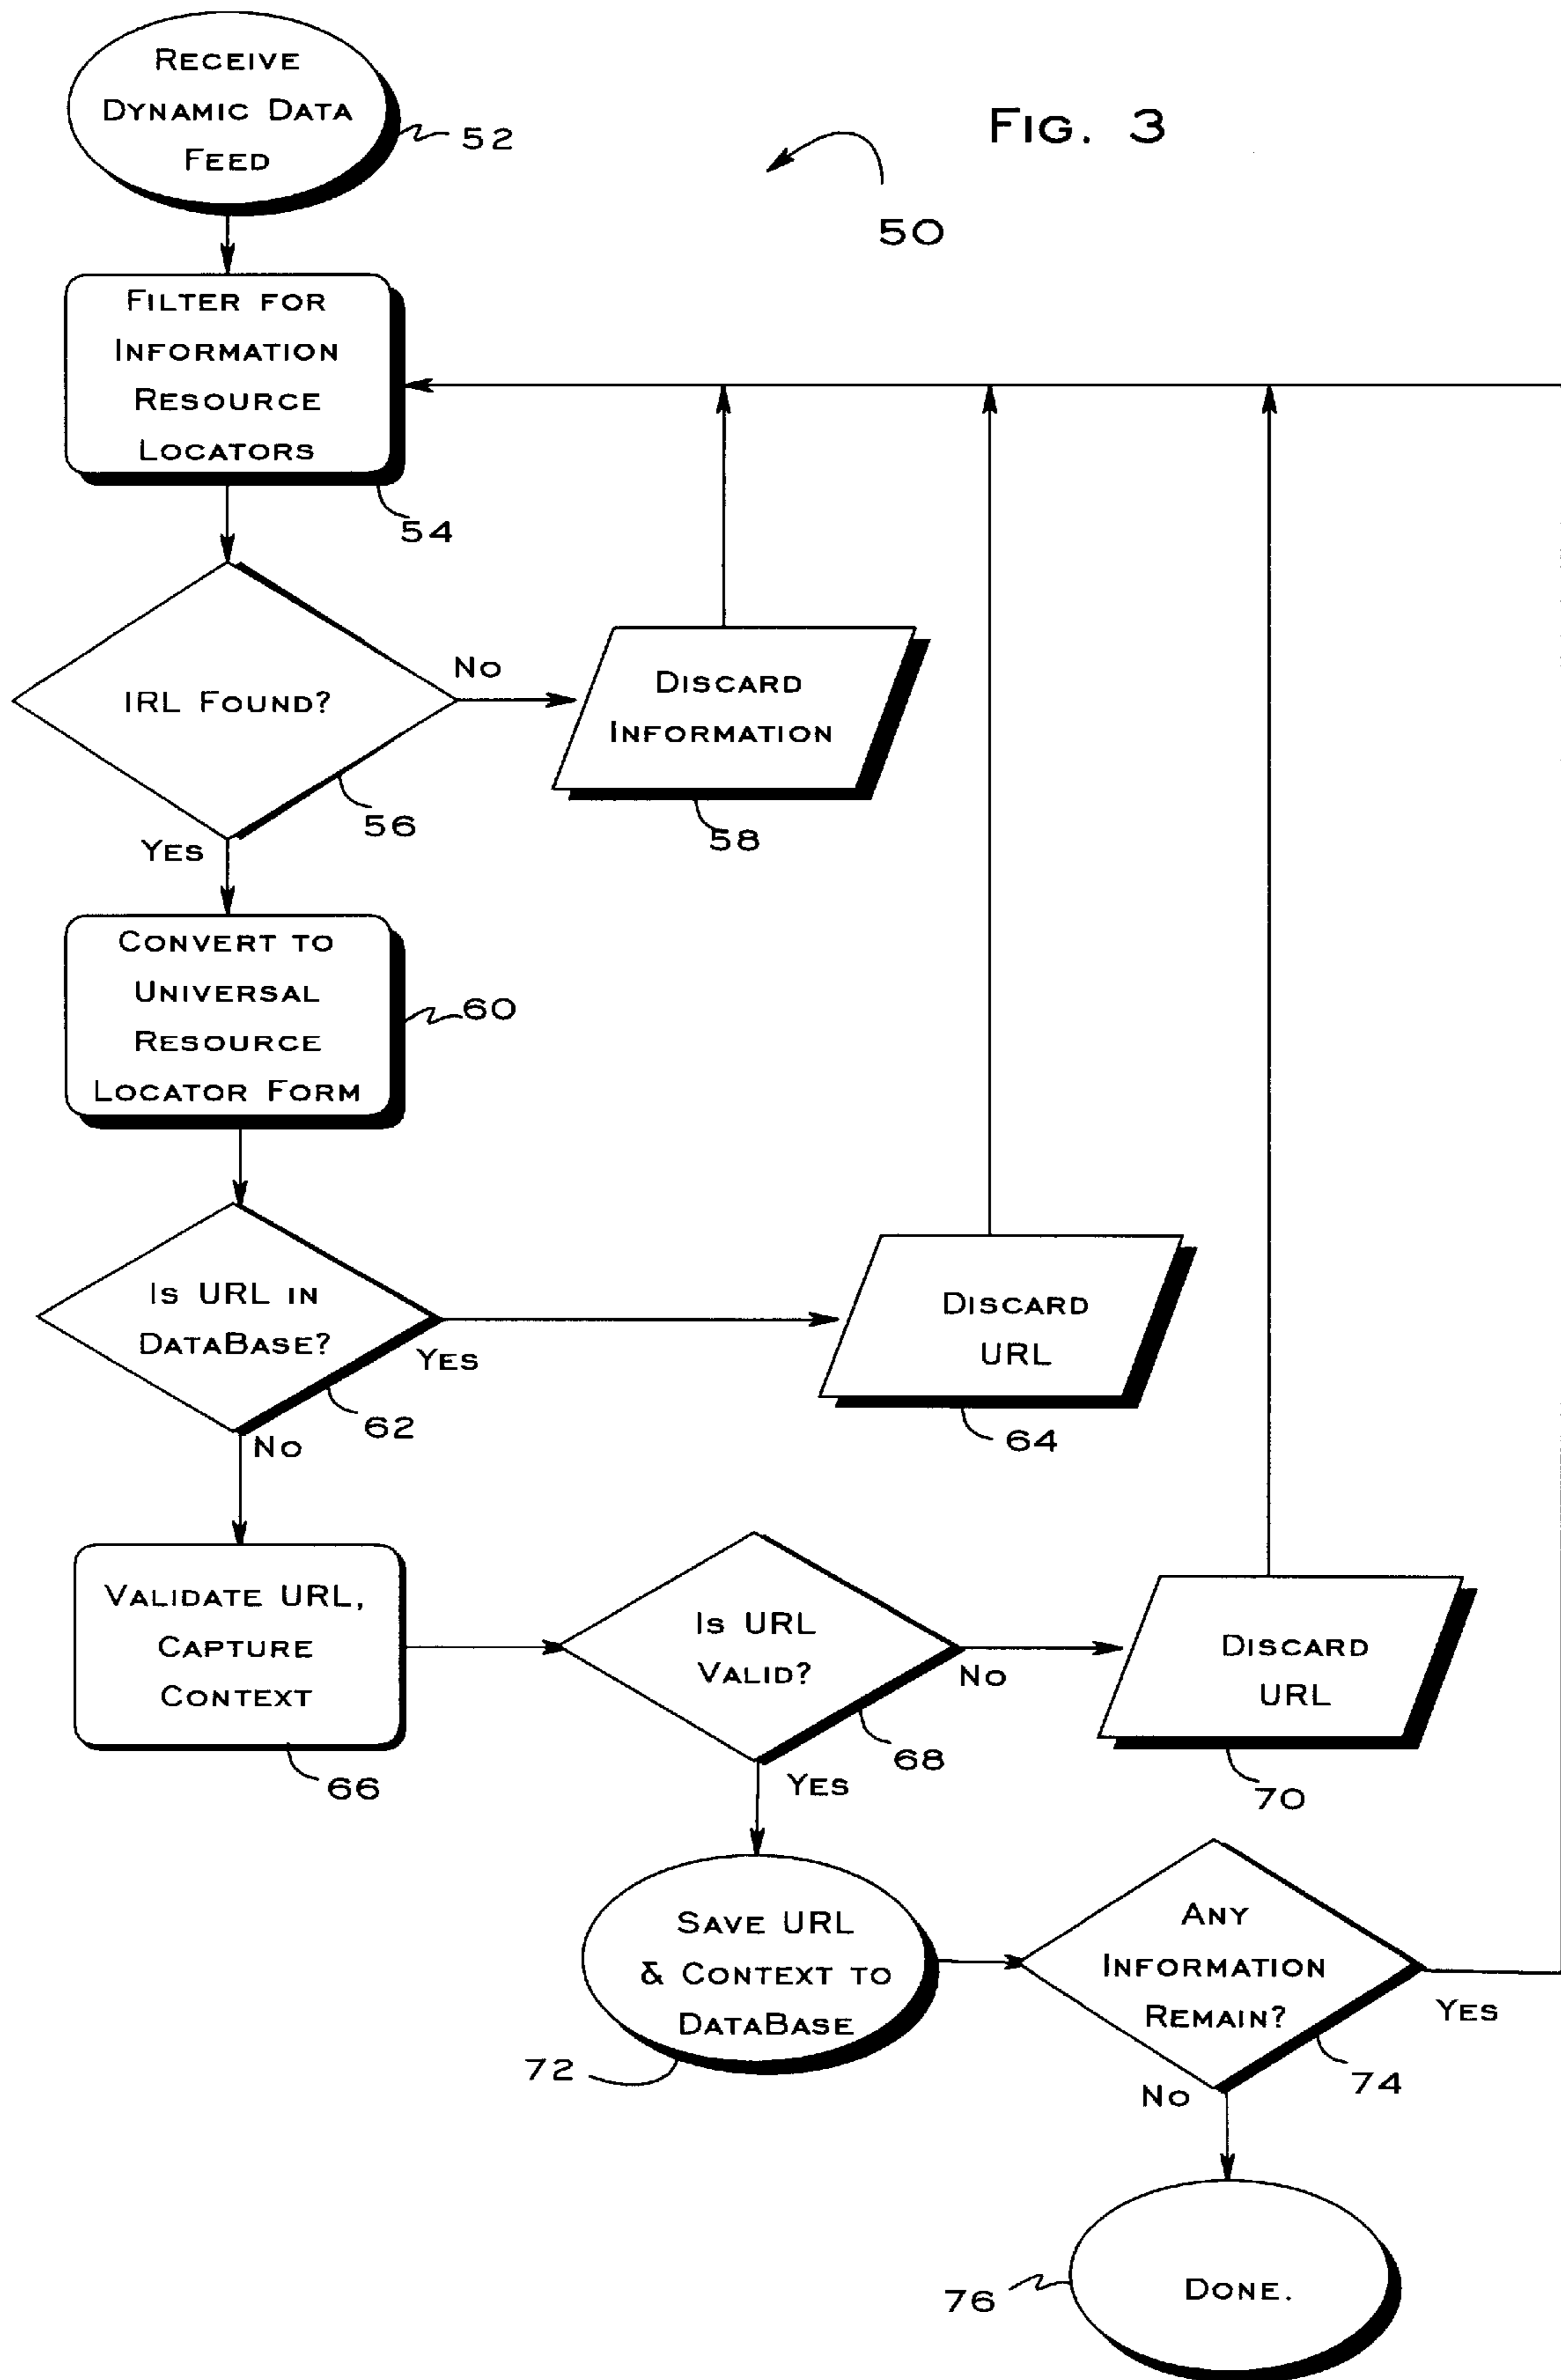 RECEIVE
DYNAMIC DATA
FEED
52
FIG. 3
50
FILTER FOR
INFORMATION
RESOURCE
LOCATORS
54
IRL FOUND?
NO
56
YES
DISCARD
INFORMATION
58
CONVERT TO
UNIVERSAL
RESOURCE
LOCATOR FORM
60
IS URL IN
DATABASE?
YES
62
NO
DISCARD
URL
64
VALIDATE URL,
CAPTURE
CONTEXT
66
IS URL
VALID?
NO
68
YES
DISCARD
URL
70
SAVE URL
& CONTEXT TO
DATABASE
72
ANY
INFORMATION
REMAIN?
YES
74
NO
DONE.
76